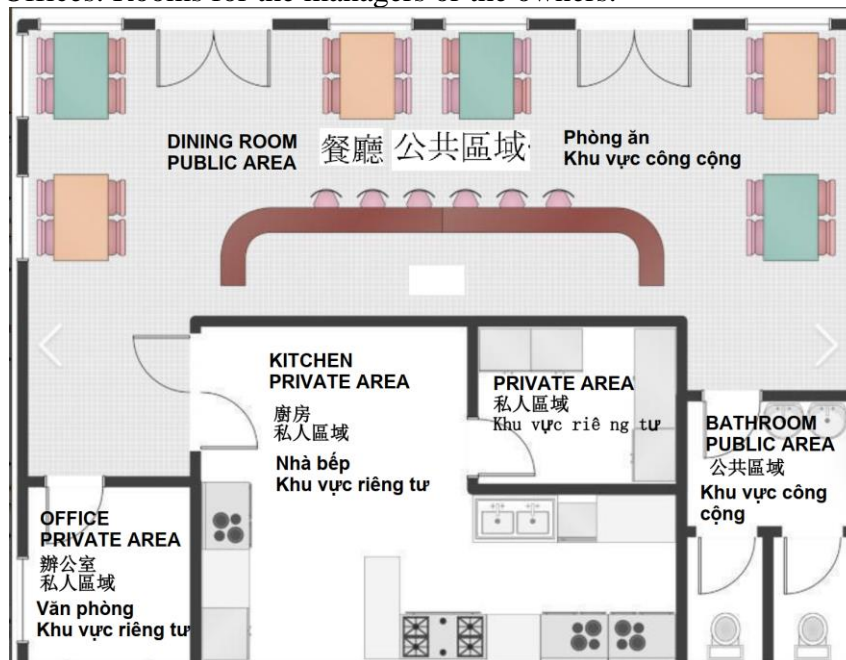 Offices: Rooms for the managers or the owners.
DINING ROOM
PUBLIC AREA
餐廳 公共區域
Phòng ăn
Khu vực công cộng
KITCHEN
PRIVATE AREA
廚房
私人區域
Nhà bếp
Khu vực riêng tư
PRIVATE AREA
私人區域
Khu vực riê ng tư
BATHROOM
PUBLIC AREA
公共區域
Khu vực công
cộng
OFFICE
PRIVATE AREA
辦公室
私人區域
Văn phòng
Khu vực riêng tư